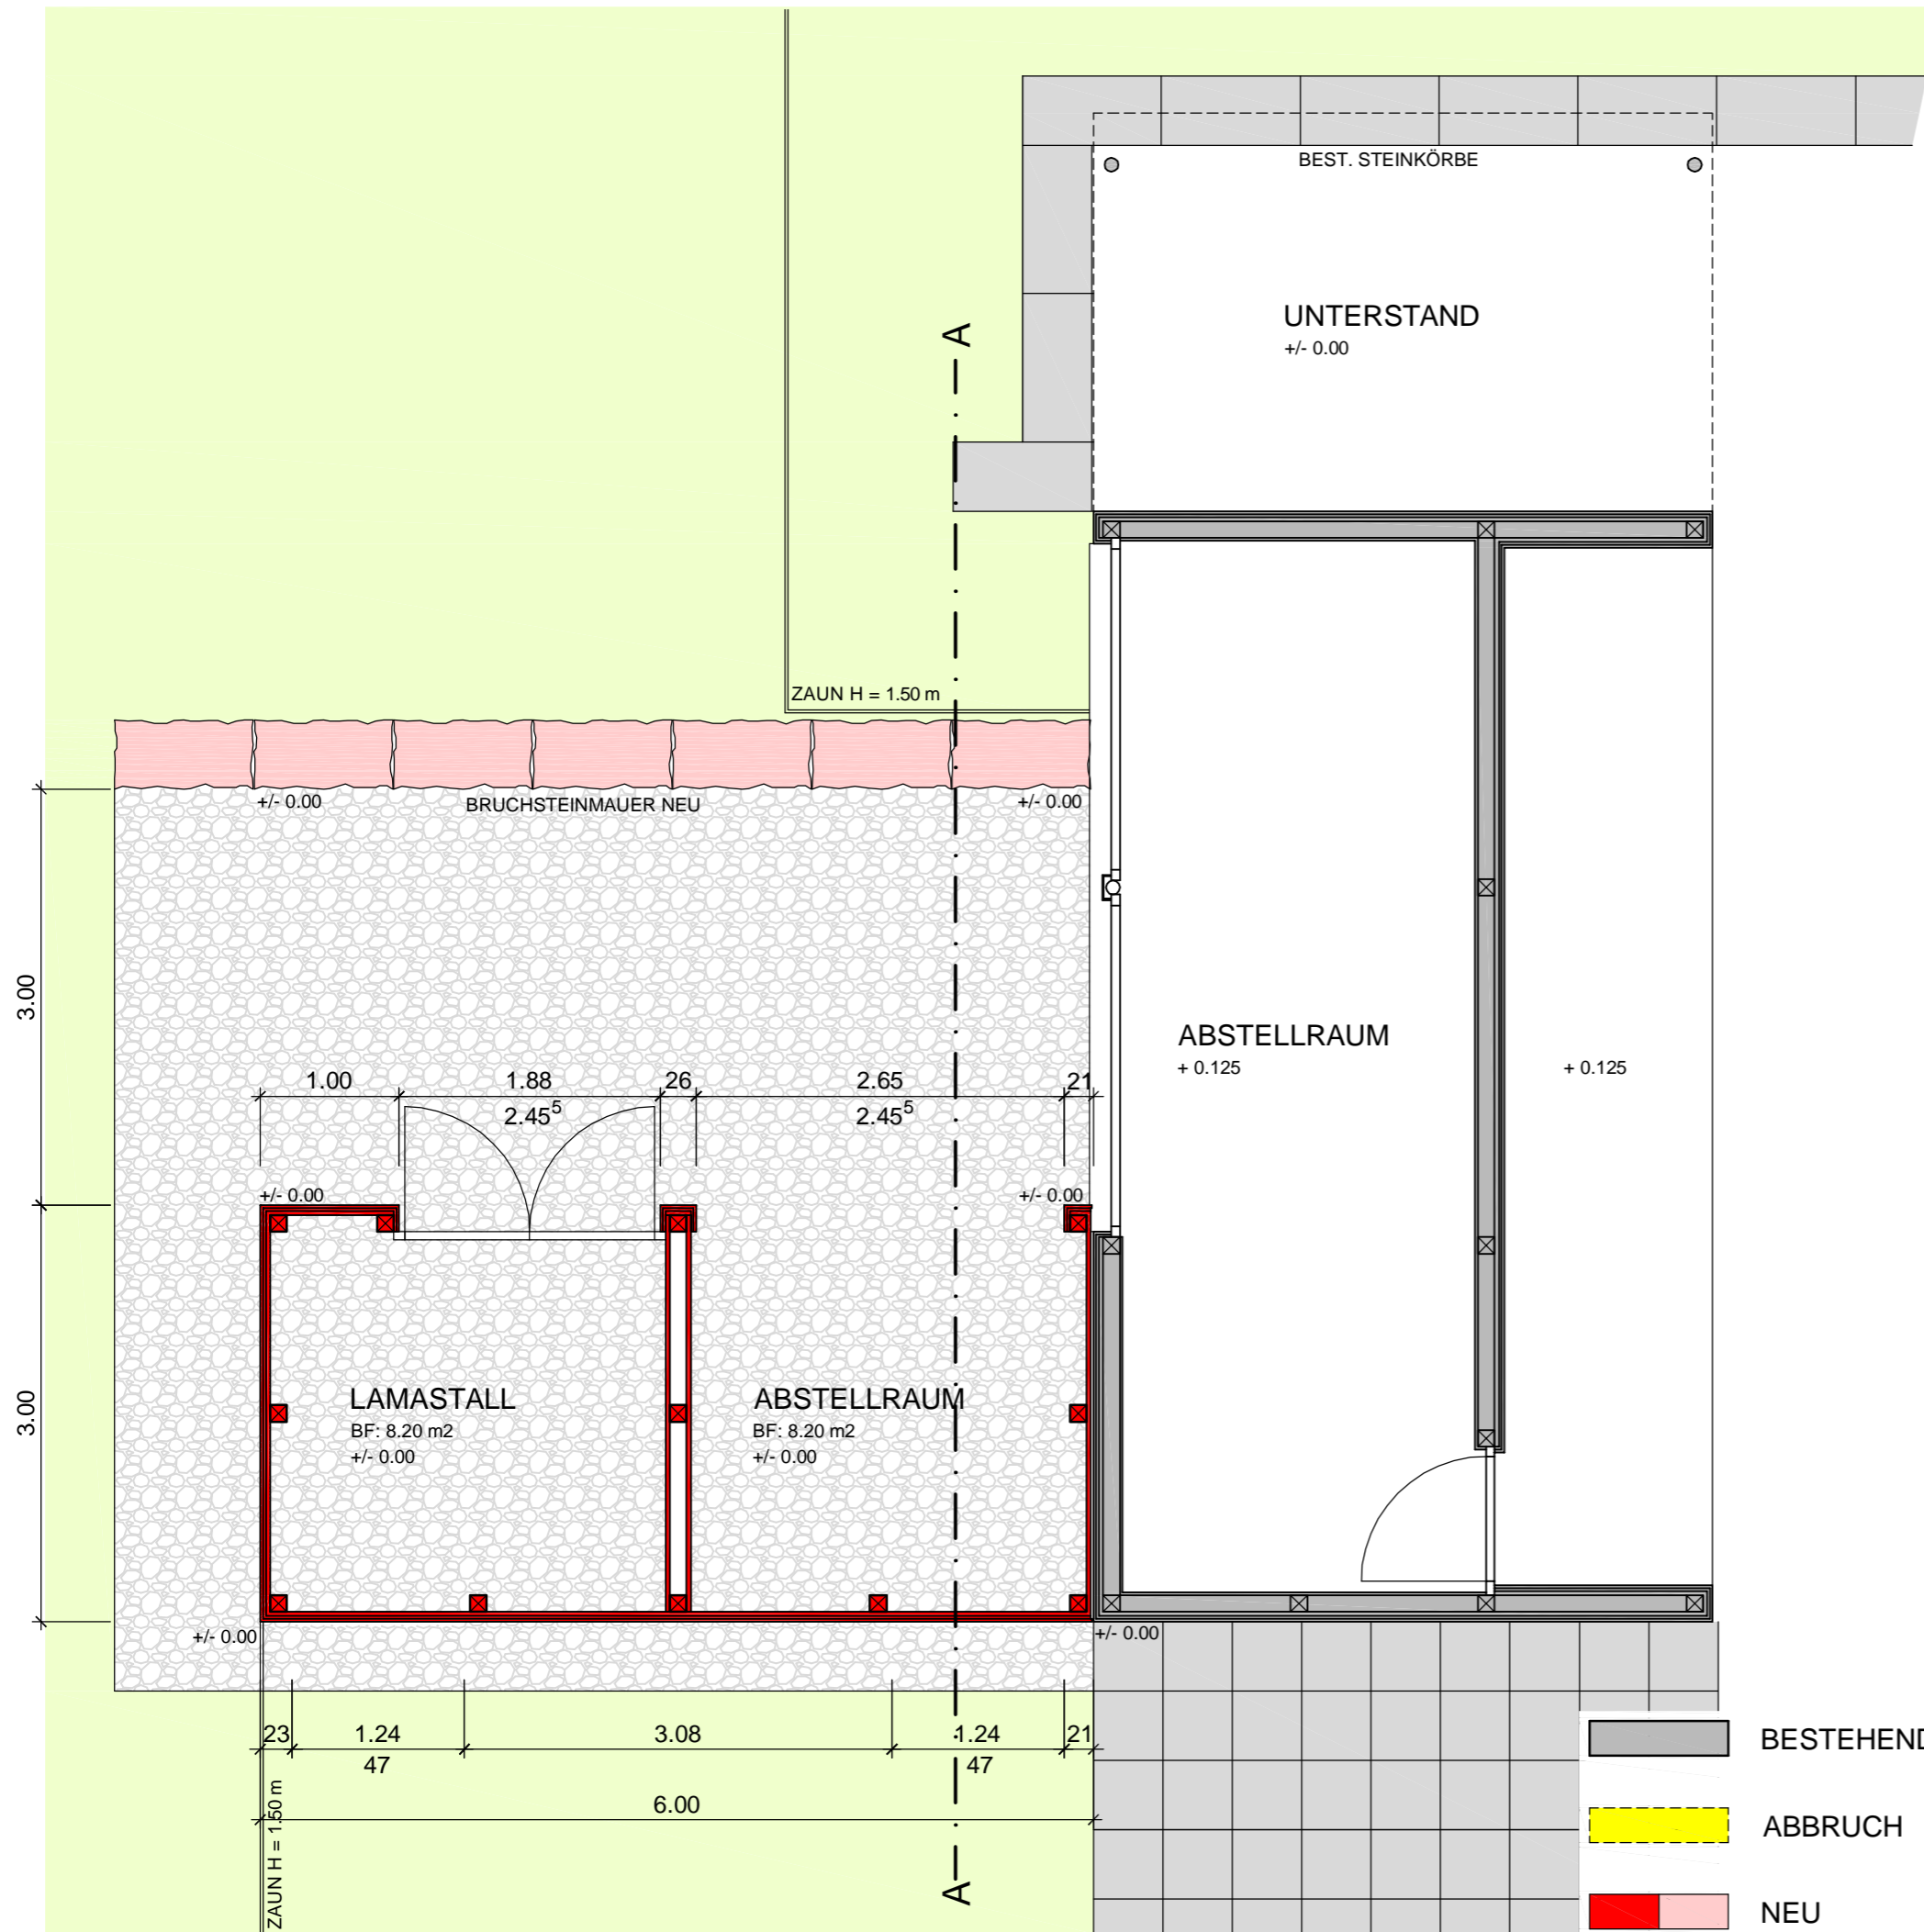 BEST. STEINKÖRBE
UNTERSTAND
+/- 0.00
A
ZAUN H = 1.50 m
+/- 0.00
BRUCHSTEINMAUER NEU
+/- 0.00
3.00
ABSTELLRAUM
+ 0.125
+ 0.125
1.00
1.88
26
2.65
21
2.45⁵
2.45⁵
+/- 0.00
+/- 0.00
3.00
LAMASTALL
BF: 8.20 m2
+/- 0.00
ABSTELLRAUM
BF: 8.20 m2
+/- 0.00
+/- 0.00
+/- 0.00
23
1.24
3.08
1.24
21
47
47
6.00
ZAUN H = 1.50 m
A
BESTEHEND
ABBRUCH
NEU